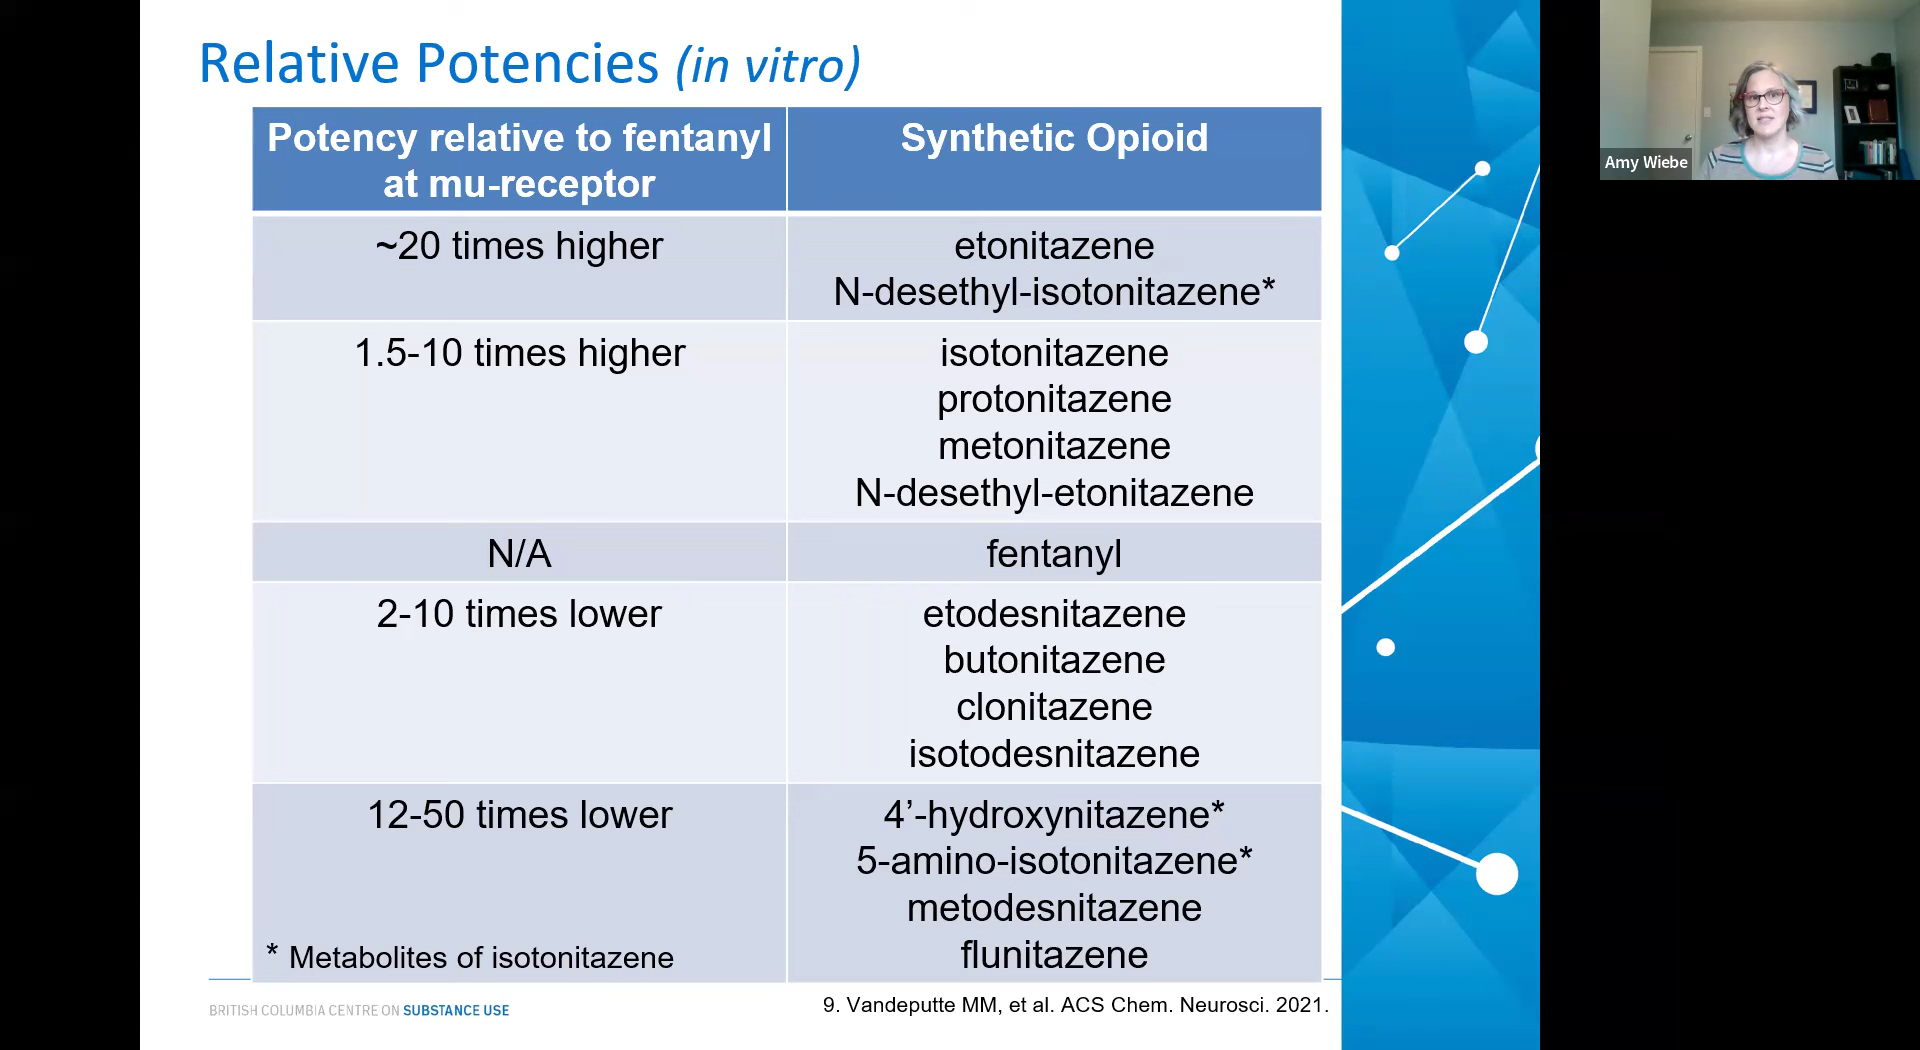 Relative Potencies (in vitro)
Potency relative to fentanyl
at mu-receptor
Synthetic Opioid
~20 times higher
etonitazene
N-desethyl-isotonitazene*
1.5-10 times higher
isotonitazene
protonitazene
metonitazene
N-desethyl-etonitazene
N/A
fentanyl
2-10 times lower
etodesnitazene
butonitazene
clonitazene
isotodesnitazene
12-50 times lower
4’-hydroxynitazene*
5-amino-isotonitazene*
metodesnitazene
flunitazene
* Metabolites of isotonitazene
BRITISH COLUMBIA CENTRE ON SUBSTANCE USE
9. Vandeputte MM, et al. ACS Chem. Neurosci. 2021.
Amy Wiebe